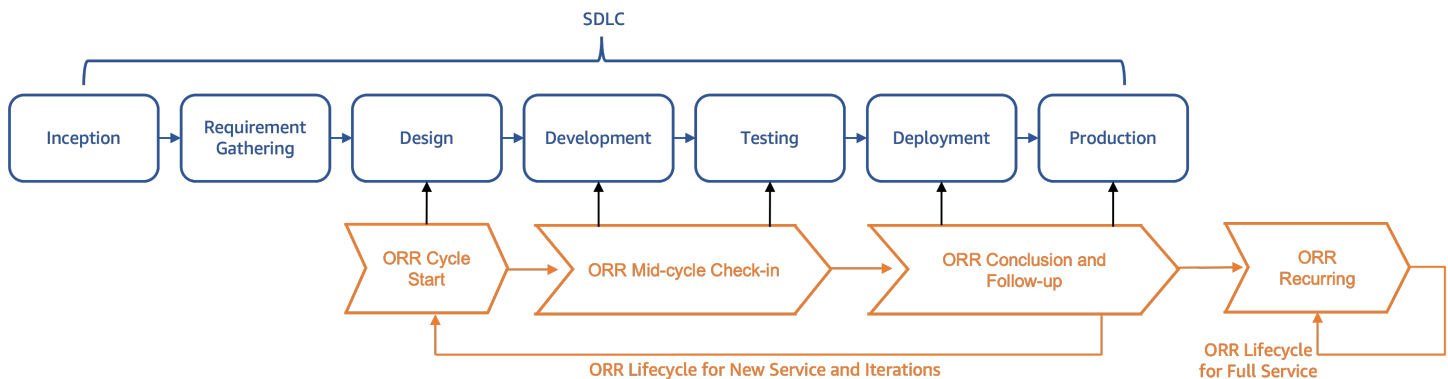 SDLC
Inception
Requirement
Gathering
Design
Development
Testing
Deployment
Production
ORR Cycle
Start
ORR Mid-cycle Check-in
ORR Conclusion and
Follow-up
ORR
Recurring
ORR Lifecycle for New Service and Iterations
ORR Lifecycle
for Full Service